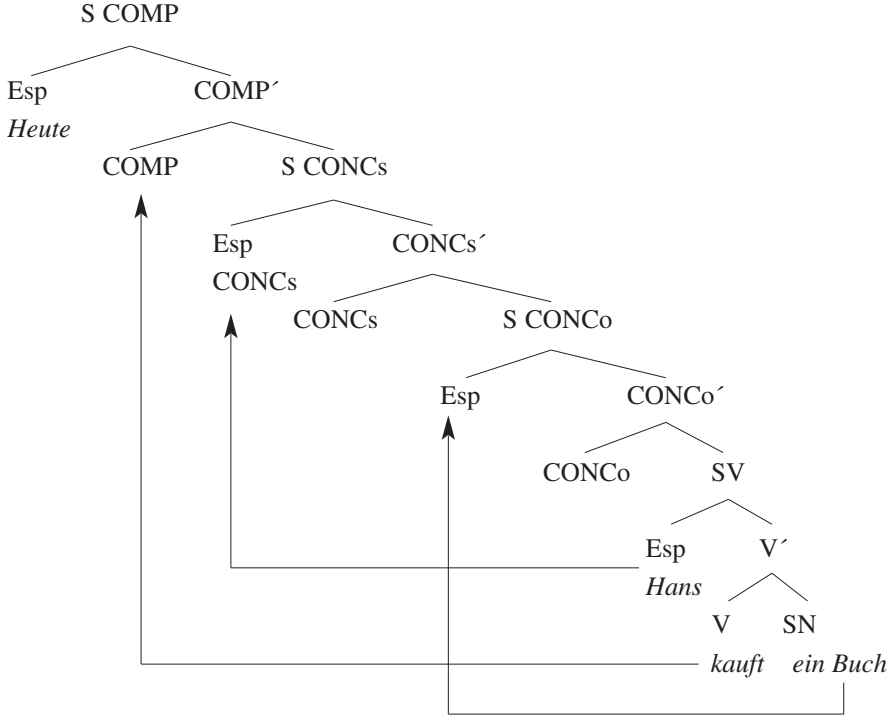 S COMP
Esp COMP´
Heute
COMP S CONCs
Esp CONCs´
CONCs
CONCs S CONCo
Esp CONCo´
CONCo SV
Esp V´
Hans
V SN
kauft ein Buch